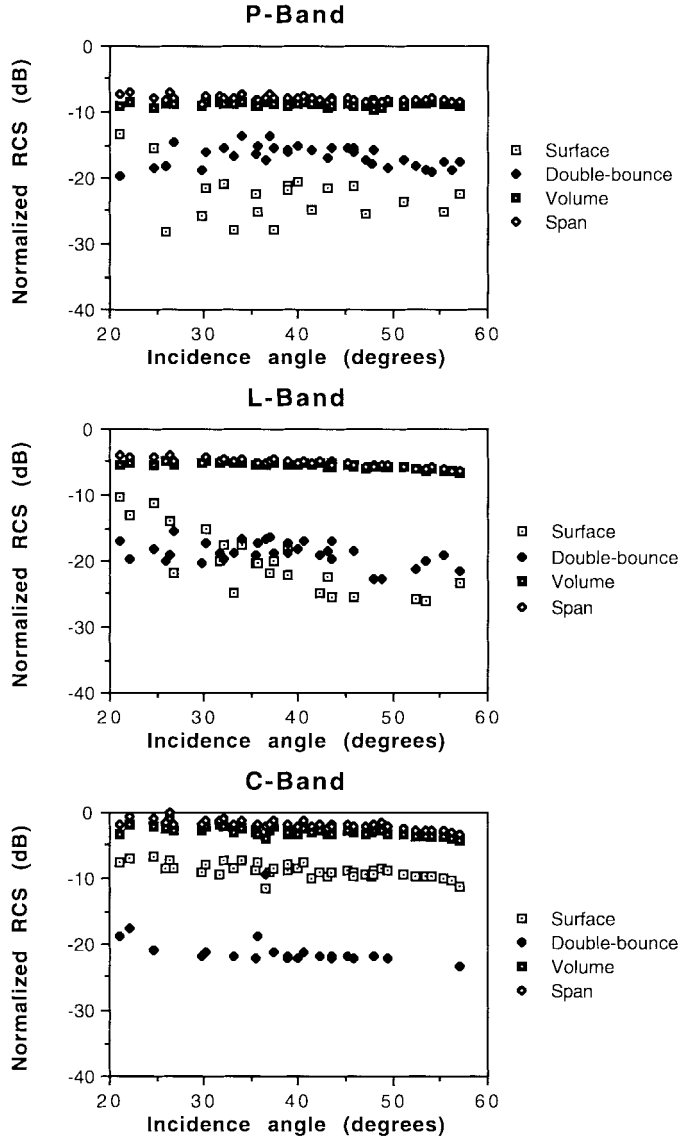 P-Band
0
-10
-20
-30
-40
Normalized RCS (dB)
20 30 40 50 60
Incidence angle (degrees)
Surface
Double-bounce
Volume
Span
L-Band
0
-10
-20
-30
-40
Normalized RCS (dB)
20 30 40 50 60
Incidence angle (degrees)
Surface
Double-bounce
Volume
Span
C-Band
0
-10
-20
-30
-40
Normalized RCS (dB)
20 30 40 50 60
Incidence angle (degrees)
Surface
Double-bounce
Volume
Span